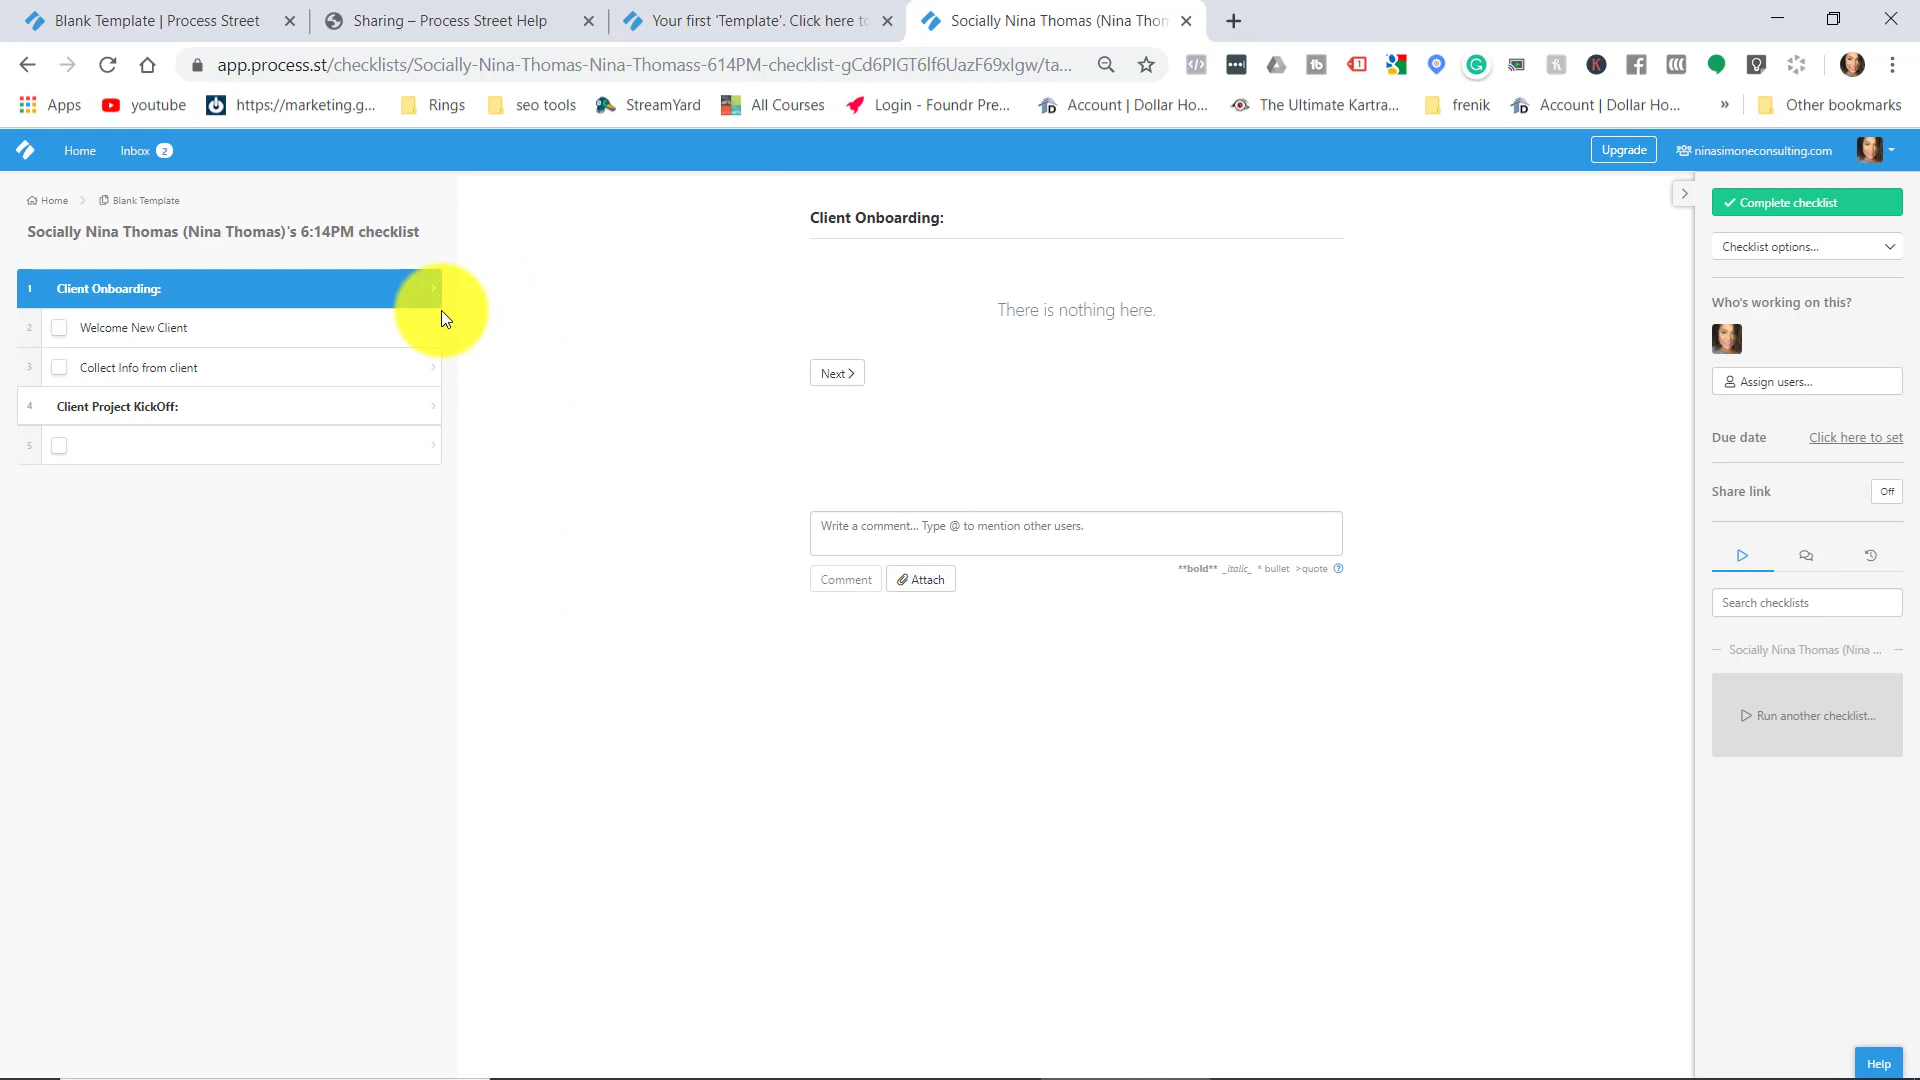 Blank Template | Process Street
Sharing – Process Street Help
Your first 'Template'. Click here to
Socially Nina Thomas (Nina Thom
app.process.st/checklists/Socially-Nina-Thomas-Nina-Thomass-614PM-checklist-gCd6PIGT6lf6UazF69xIgw/ta...
Apps
youtube
https://marketing.g...
Rings
seo tools
StreamYard
All Courses
Login - Foundr Pre...
Account | Dollar Ho...
The Ultimate Kartra...
frenik
Account | Dollar Ho...
»
Other bookmarks
Home
Inbox 2
Upgrade
ninasimoneconsulting.com
Home
Blank Template
Socially Nina Thomas (Nina Thomas)'s 6:14PM checklist
1 Client Onboarding:
2 Welcome New Client
3 Collect Info from client
4 Client Project KickOff:
5
Client Onboarding:
There is nothing here.
Next
Write a comment... Type @ to mention other users.
Comment
Attach
**bold** _italic_ * bullet >quote
Complete checklist
Checklist options...
Who's working on this?
Assign users...
Due date Click here to set
Share link Off
Search checklists
Socially Nina Thomas (Nina ...
Run another checklist...
Help